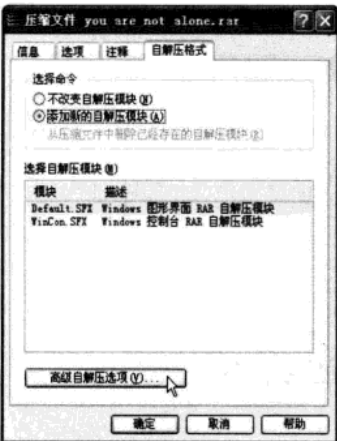 压缩文件 you are not alone.rar
信息 选项 注释 自解压格式
选择命令
不改变自解压模块(N)
添加新的自解压模块(A)
从压缩文件中删除已经存在的自解压模块(R)
选择自解压模块(M)
模块 描述
Default.SFX Windows 图形界面 RAR 自解压模块
WinCon.SFX Windows 控制台 RAR 自解压模块
高级自解压选项(V)...
确定 取消 帮助